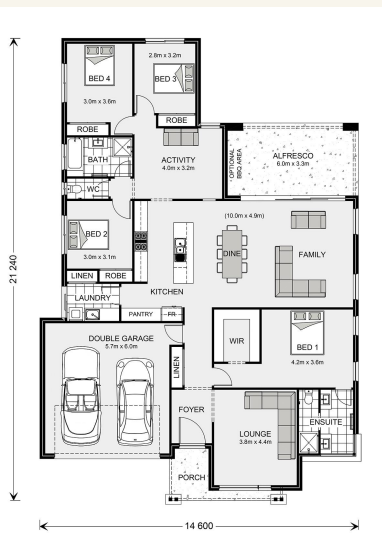 2.8m x 3.2m
BED 4
BED 3
3.0m x 3.6m
ROBE
ROBE
BATH
ACTIVITY
4.0m x 3.2m
OPTIONAL
BBQ AREA
ALFRESCO
6.0m x 3.3m
WC
(10.0m x 4.9m)
BED 2
3.0m x 3.1m
DINE
FAMILY
LINEN
ROBE
KITCHEN
LAUNDRY
PANTRY
FR
21 240
DOUBLE GARAGE
5.7m x 6.0m
WIR
BED 1
4.2m x 3.6m
LINEN
FOYER
ENSUITE
LOUNGE
3.8m x 4.4m
PORCH
14 600